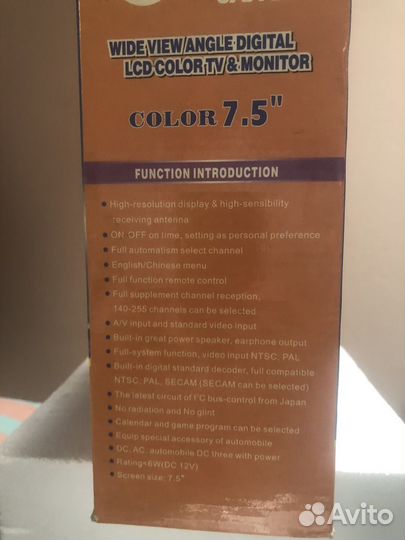 WIDE VIEW ANGLE DIGITAL
LCD COLOR TV & MONITOR
COLOR 7.5"
FUNCTION INTRODUCTION
• High-resolution display & high-sensibility
receiving antenna
• ON.OFF on time, setting as personal preference
• Full automatism select channel
• English/Chinese menu
• Full function remote control
• Full supplement channel reception,
140-255 channels can be selected
• A/V input and standard video input
• Built-in great power speaker, earphone output
• Full-system function, video input NTSC, PAL
• Built-in digital standard decoder, full compatible
NTSC, PAL, SECAM (SECAM can be selected)
• The latest circuit of I²C bus-control from Japan
• No radiation and No glint
• Calendar and game program can be selected
• Equip special accessory of automobile
• DC, AC, automobile DC three with power
• Rating<6W(DC 12V)
• Screen size: 7.5"
Avito